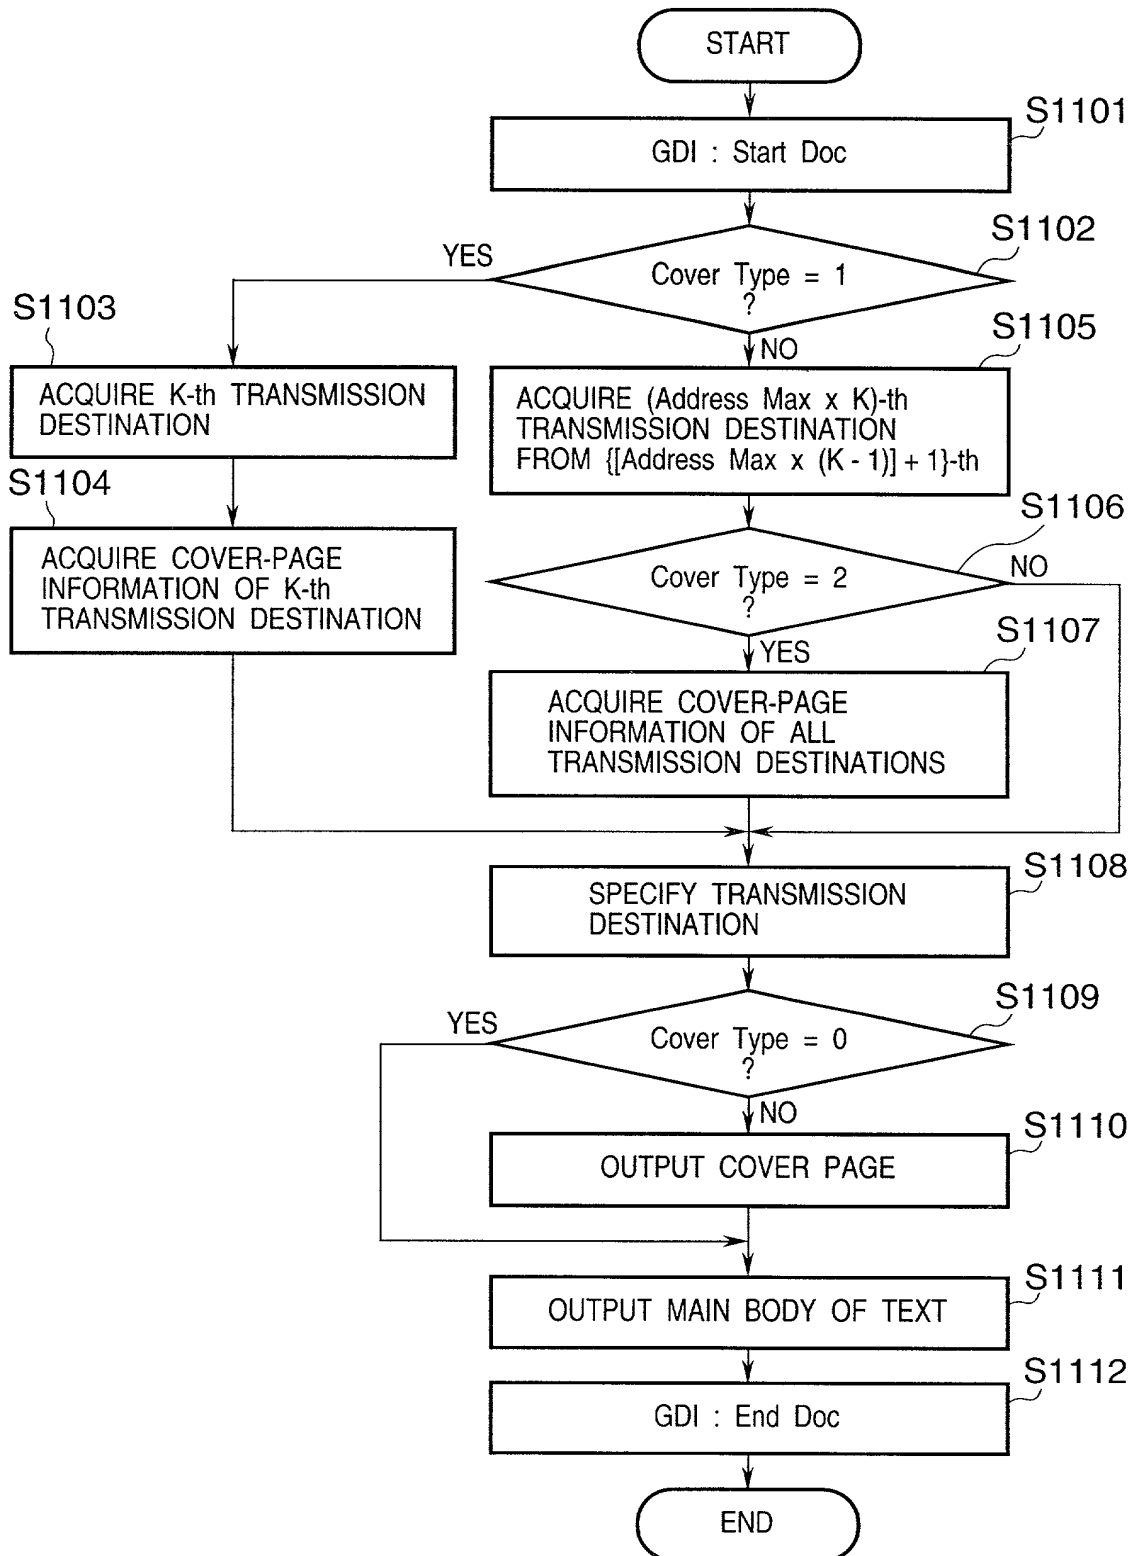 START
S1101
GDI : Start Doc
S1102
YES
Cover Type = 1
?
S1103
S1105
NO
ACQUIRE K-th TRANSMISSION
DESTINATION
ACQUIRE (Address Max x K)-th
TRANSMISSION DESTINATION
FROM {[Address Max x (K - 1)] + 1}-th
S1104
S1106
ACQUIRE COVER-PAGE
INFORMATION OF K-th
TRANSMISSION DESTINATION
Cover Type = 2
?
NO
S1107
YES
ACQUIRE COVER-PAGE
INFORMATION OF ALL
TRANSMISSION DESTINATIONS
S1108
SPECIFY TRANSMISSION
DESTINATION
S1109
YES
Cover Type = 0
?
NO
S1110
OUTPUT COVER PAGE
S1111
OUTPUT MAIN BODY OF TEXT
S1112
GDI : End Doc
END